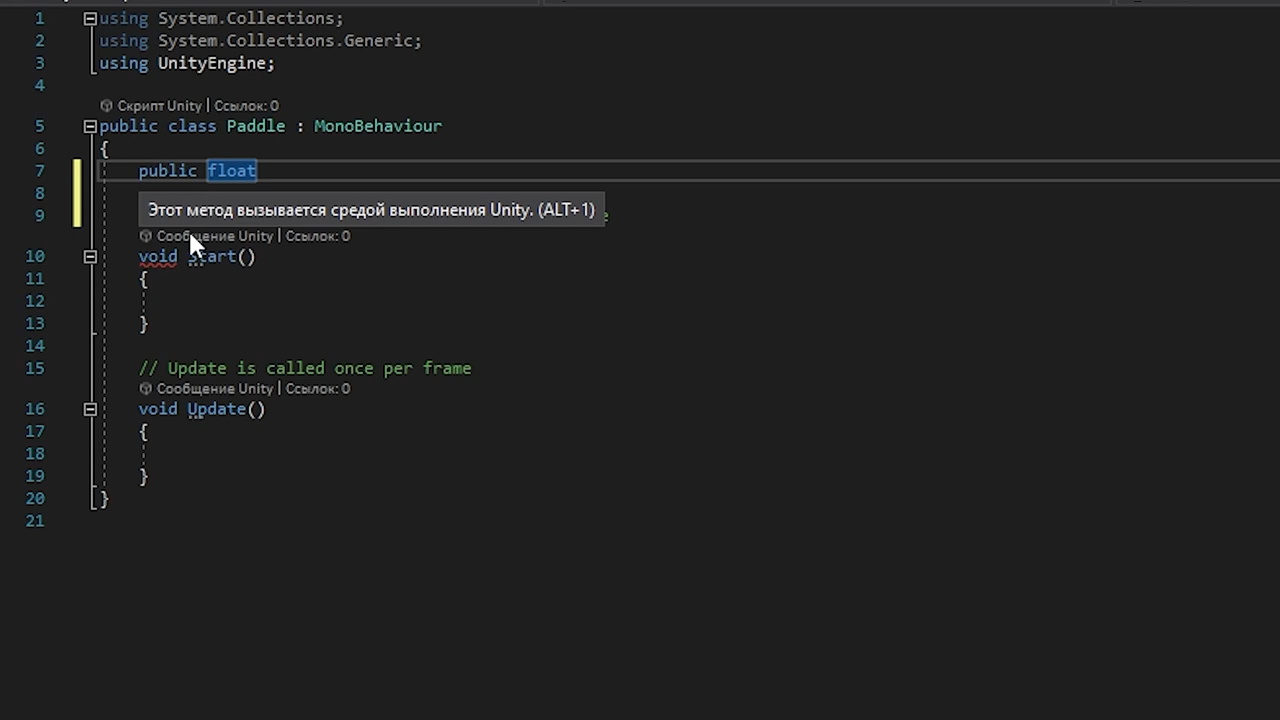 1 using System.Collections;
2 using System.Collections.Generic;
3 using UnityEngine;
4
Скрипт Unity | Ссылок: 0
5 public class Paddle : MonoBehaviour
6 {
7 public float
8
Этот метод вызывается средой выполнения Unity. (ALT+1)
9
Сообщение Unity | Ссылок: 0
10 void Start()
11 {
12
13 }
14
15 // Update is called once per frame
Сообщение Unity | Ссылок: 0
16 void Update()
17 {
18
19 }
20 }
21